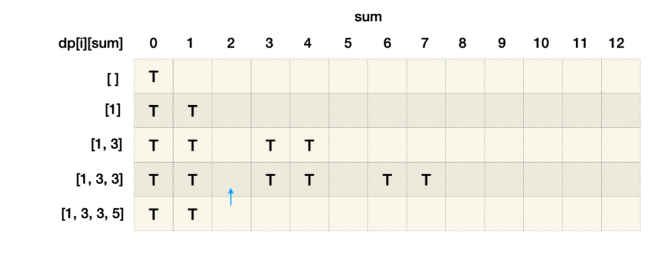 sum
dp[i][sum] 0 1 2 3 4 5 6 7 8 9 10 11 12
[ ] T
[1] T T
[1, 3] T T T T
[1, 3, 3] T T T T T T
[1, 3, 3, 5] T T